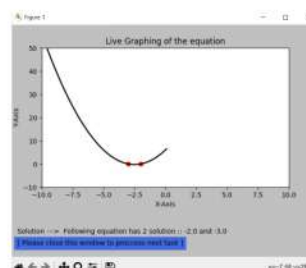 Figure 1
Live Graphing of the equation
50
40
30
20
10
0
-10
-10.0 -7.5 -5.0 -2.5 0.0 2.5 5.0 7.5 10.0
Y-Axis
X-Axis
Solution ---> Following equation has 2 solution :: -2.0 and -3.0
[ Please close this window to proccess next task ]